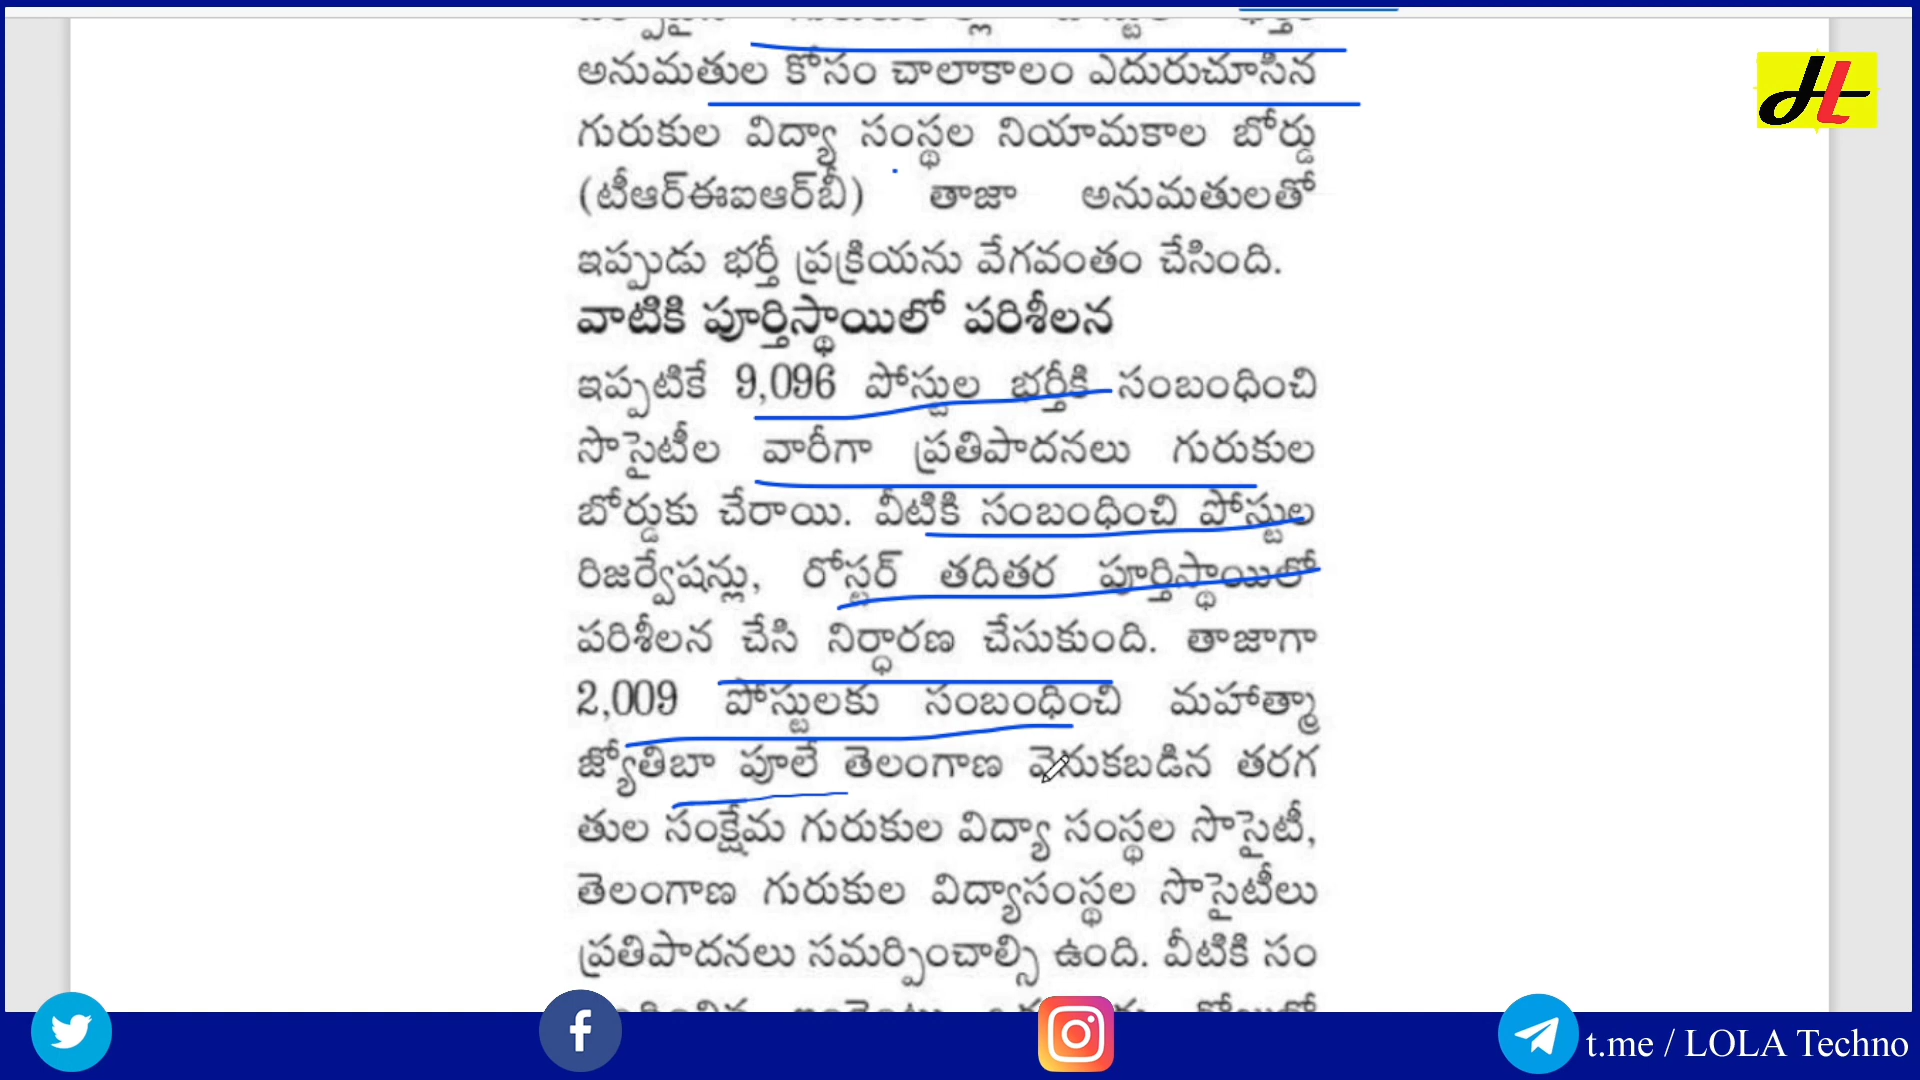 అనుమతుల కోసం చాలాకాలం ఎదురుచూసిన
గురుకుల విద్యా సంస్థల నియామకాల బోర్డు
(టీఆర్ఈఐఆర్‌బీ) తాజా అనుమతులతో
ఇప్పుడు భర్తీ ప్రక్రియను వేగవంతం చేసింది.
వాటికి పూర్తిస్థాయిలో పరిశీలన
ఇప్పటికే 9,096 పోస్టుల భర్తీకి సంబంధించి
సొసైటీల వారీగా ప్రతిపాదనలు గురుకుల
బోర్డుకు చేరాయి. వీటికి సంబంధించి పోస్టుల
రిజర్వేషన్లు, రోస్టర్ తదితర పూర్తిస్థాయిలో
పరిశీలన చేసి నిర్ధారణ చేసుకుంది. తాజాగా
2,009 పోస్టులకు సంబంధించి మహాత్మా
జ్యోతిబా పూలే తెలంగాణ వెనుకబడిన తరగ
తుల సంక్షేమ గురుకుల విద్యా సంస్థల సొసైటీ,
తెలంగాణ గురుకుల విద్యాసంస్థల సొసైటీలు
ప్రతిపాదనలు సమర్పించాల్సి ఉంది. వీటికి సం
t.me / LOLA Techno